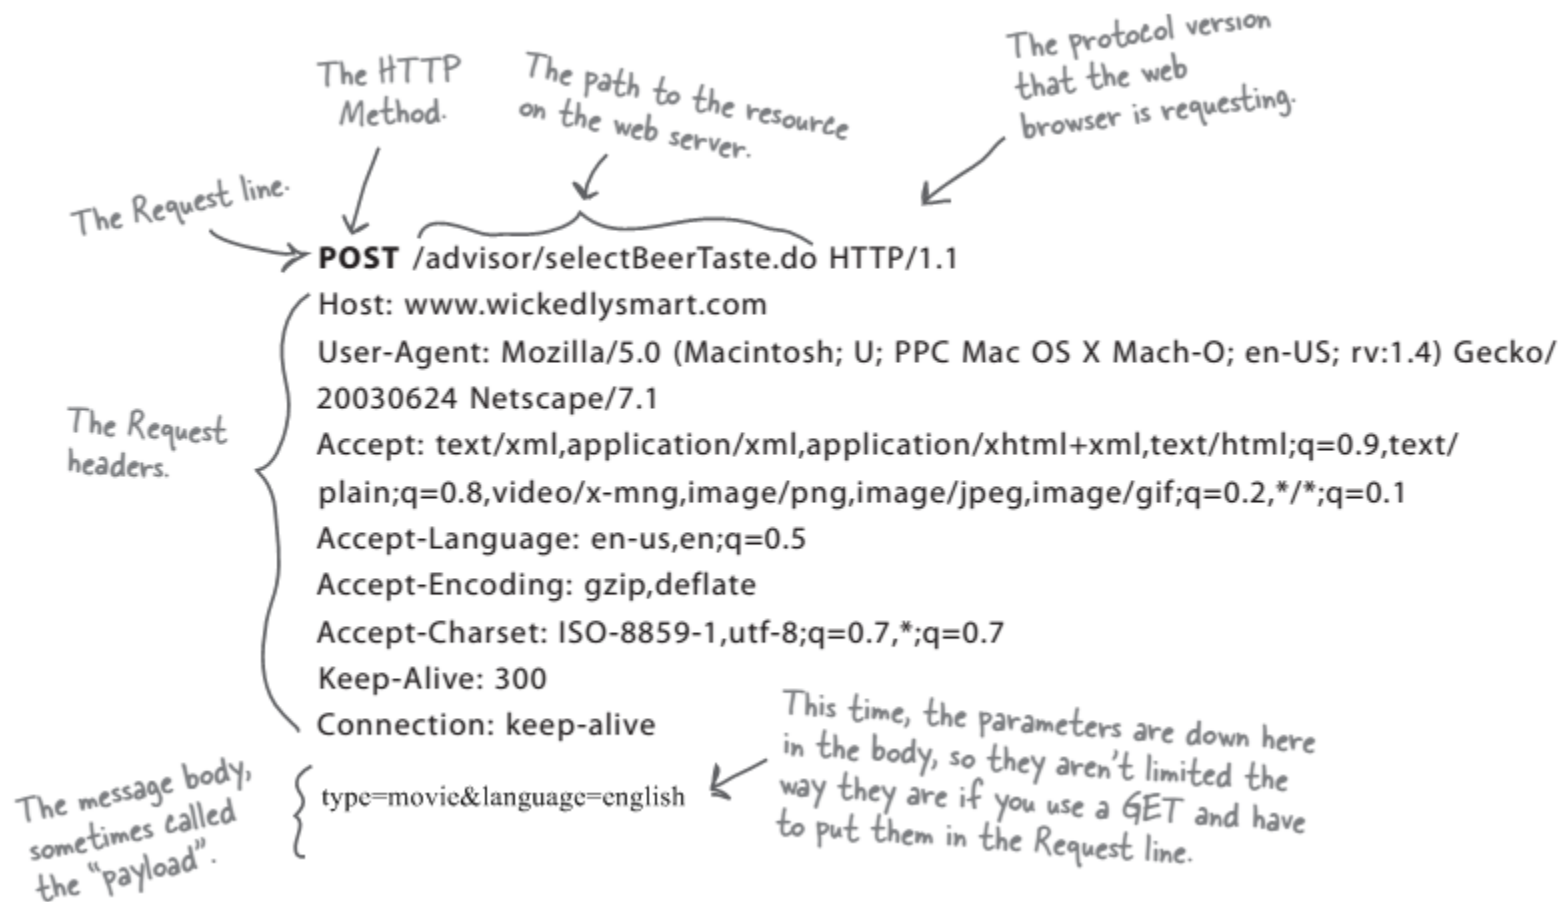 The HTTP
Method.
The path to the resource
on the web server.
The protocol version
that the web
browser is requesting.
The Request line.
POST /advisor/selectBeerTaste.do HTTP/1.1
Host: www.wickedlysmart.com
User-Agent: Mozilla/5.0 (Macintosh; U; PPC Mac OS X Mach-O; en-US; rv:1.4) Gecko/
20030624 Netscape/7.1
Accept: text/xml,application/xml,application/xhtml+xml,text/html;q=0.9,text/
plain;q=0.8,video/x-mng,image/png,image/jpeg,image/gif;q=0.2,*/*;q=0.1
Accept-Language: en-us,en;q=0.5
Accept-Encoding: gzip,deflate
Accept-Charset: ISO-8859-1,utf-8;q=0.7,*;q=0.7
Keep-Alive: 300
Connection: keep-alive
The Request
headers.
type=movie&language=english
The message body,
sometimes called
the “payload”.
This time, the parameters are down here
in the body, so they aren't limited the
way they are if you use a GET and have
to put them in the Request line.